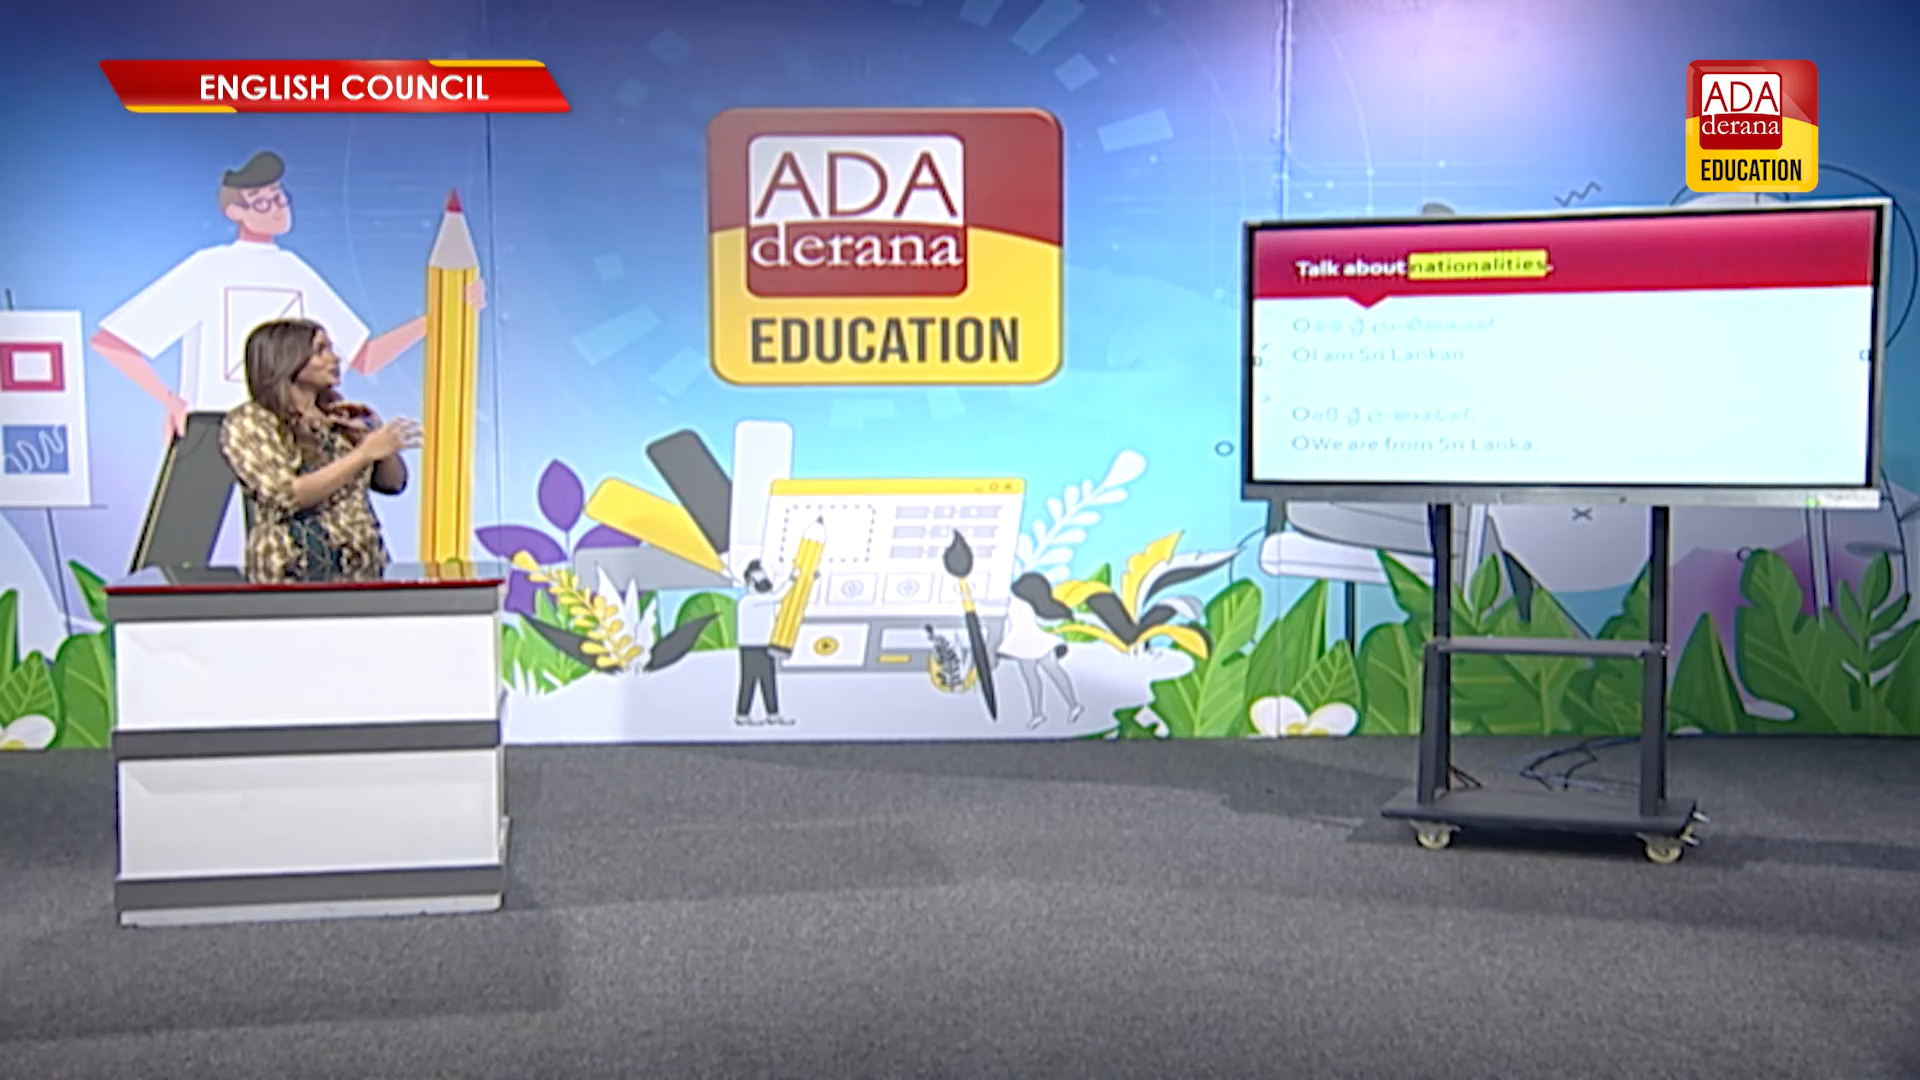 ENGLISH COUNCIL
ADA
derana
EDUCATION
ADA
derana
EDUCATION
Talk about nationalities.
I am Sri Lankan.
We are from Sri Lanka.